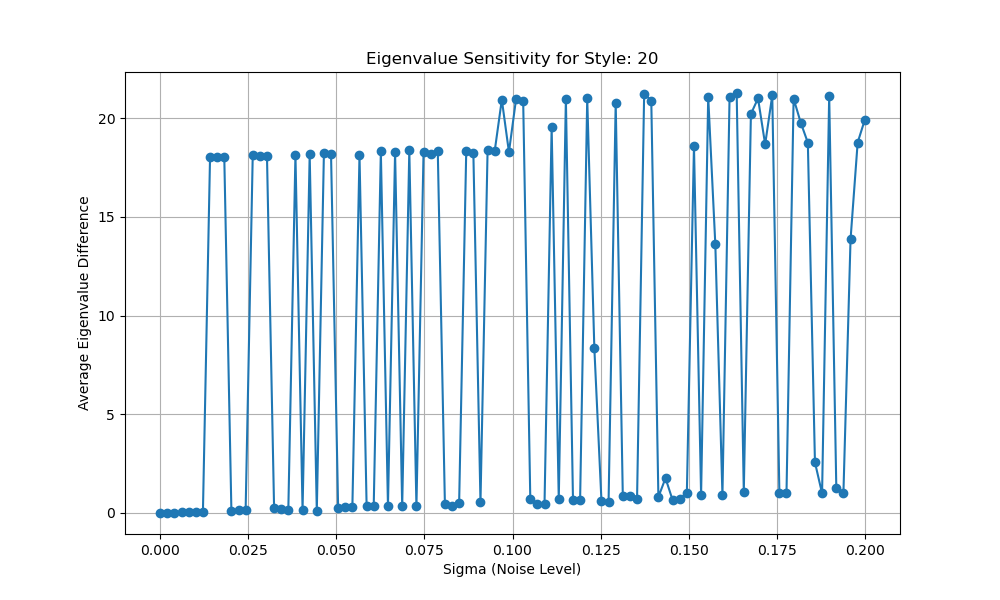 Eigenvalue Sensitivity for Style: 20
Average Eigenvalue Difference
20
15
10
5
0
0.000 0.025 0.050 0.075 0.100 0.125 0.150 0.175 0.200
Sigma (Noise Level)